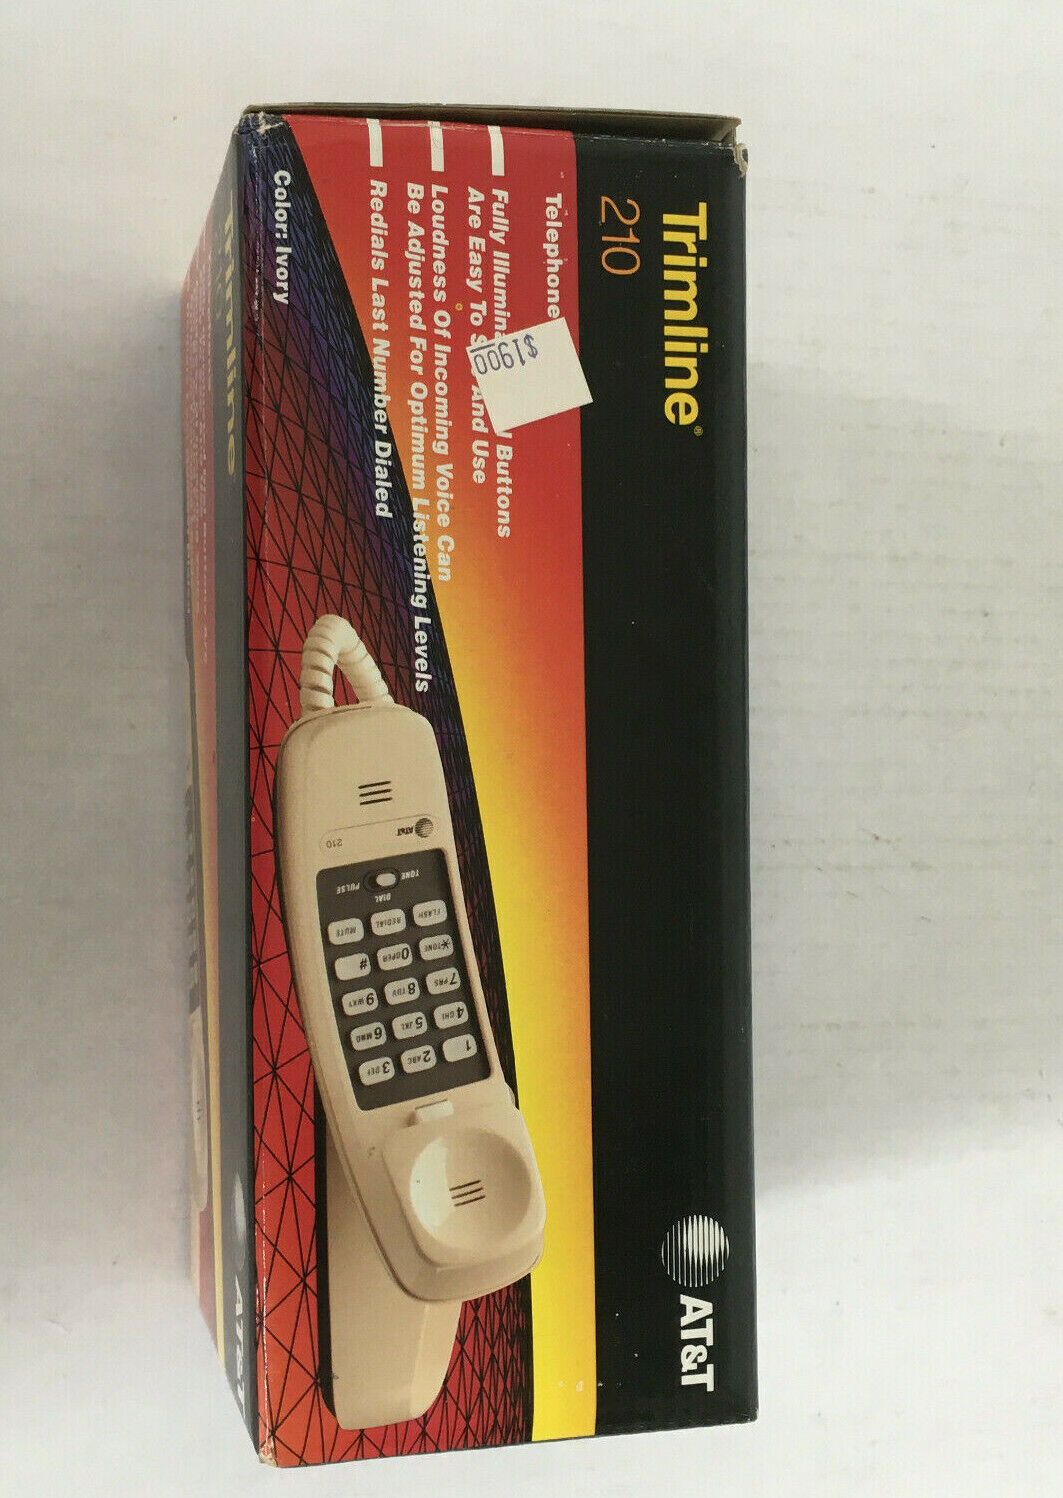 Trimline®
210
AT&T
Telephone
Fully Illumina Buttons
Are Easy To And Use
Loudness Of Incoming Voice Can
Be Adjusted For Optimum Listening Levels
Redials Last Number Dialed
Color: Ivory
$1900
AT&T
210
TONE PULSE
DIAL
FLASH REDIAL MUTE
*TONE 0 OPER #
7 PRS 8 TUV 9 WXY
4 GHI 5 JKL 6 MNO
1 2 ABC 3 DEF
Trimline
AT&T